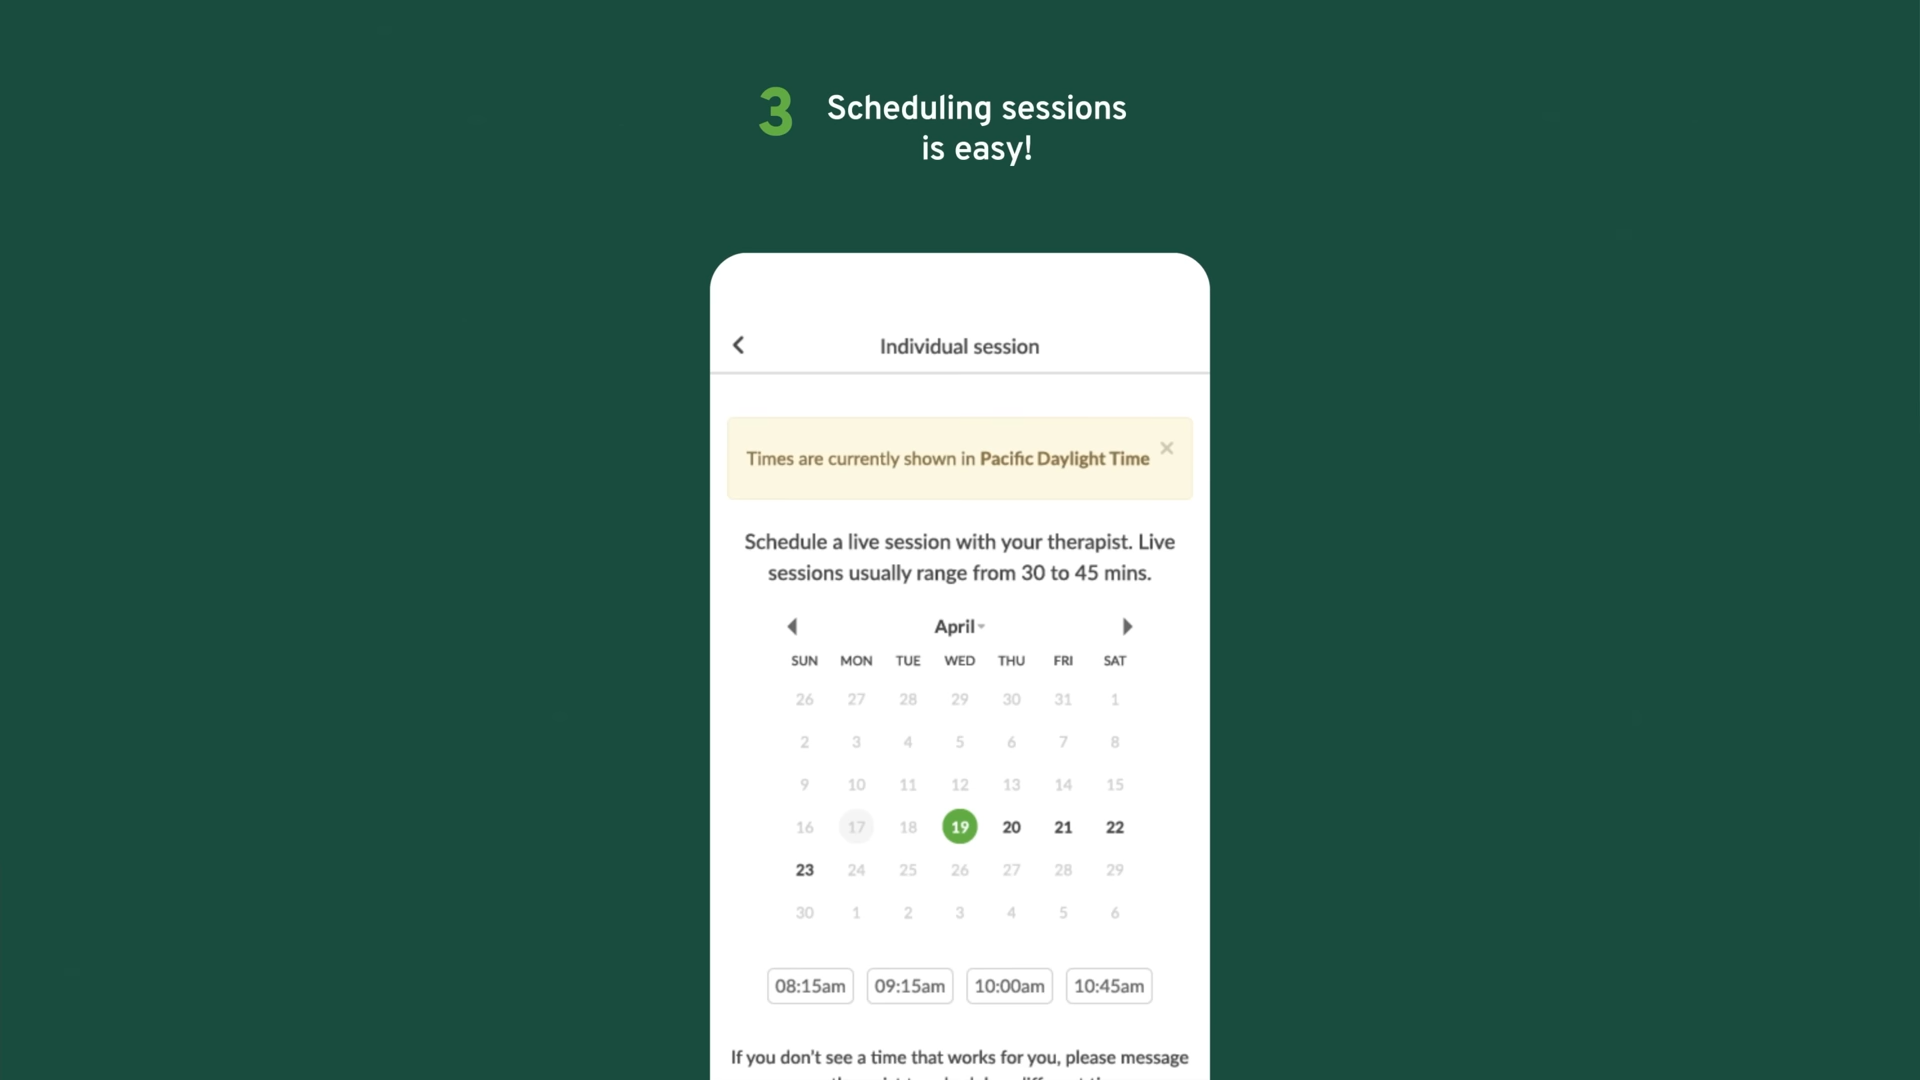 3 Scheduling sessions
is easy!
Individual session
Times are currently shown in Pacific Daylight Time ×
Schedule a live session with your therapist. Live
sessions usually range from 30 to 45 mins.
April
SUN MON TUE WED THU FRI SAT
26 27 28 29 30 31 1
2 3 4 5 6 7 8
9 10 11 12 13 14 15
16 17 18 19 20 21 22
23 24 25 26 27 28 29
30 1 2 3 4 5 6
08:15am 09:15am 10:00am 10:45am
If you don't see a time that works for you, please message